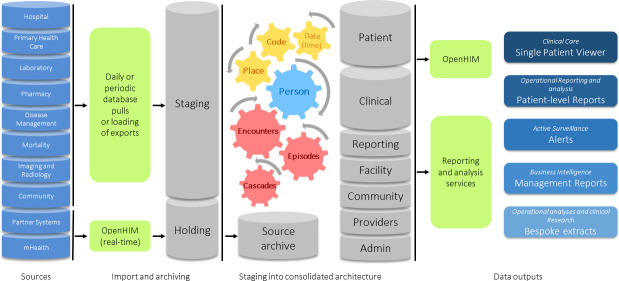 Hospital
Primary Health
Care
Laboratory
Pharmacy
Disease
Management
Mortality
Imaging and
Radiology
Community
Partner Systems
mHealth
Sources
Daily or
periodic
database
pulls
or loading
of exports
OpenHIM
(real-time)
Import and archiving
Staging
Holding
Code
Date
(time)
Place
Person
Encounters
Episodes
Cascades
Source
archive
Staging into consolidated architecture
Patient
Clinical
Reporting
Facility
Community
Providers
Admin
OpenHIM
Reporting
and analysis
services
Clinical Care
Single Patient Viewer
Operational Reporting and
analysis
Patient-level Reports
Active Surveillance
Alerts
Business Intelligence
Management Reports
Operational analyses and clinical
Research
Bespoke extracts
Data outputs